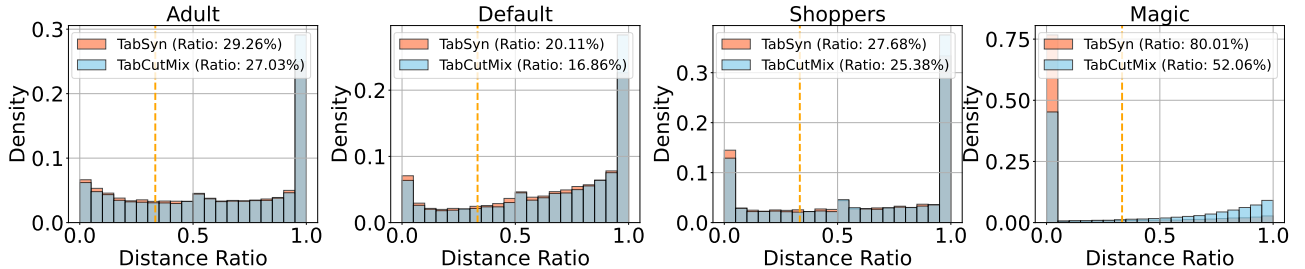 Adult
0.3
0.2
0.1
0.0
Density
TabSyn (Ratio: 29.26%)
TabCutMix (Ratio: 27.03%)
0.0
0.5
1.0
Distance Ratio
Default
0.2
0.1
0.0
Density
TabSyn (Ratio: 20.11%)
TabCutMix (Ratio: 16.86%)
0.0
0.5
1.0
Distance Ratio
Shoppers
0.3
0.2
0.1
0.0
Density
TabSyn (Ratio: 27.68%)
TabCutMix (Ratio: 25.38%)
0.0
0.5
1.0
Distance Ratio
Magic
0.75
0.50
0.25
0.00
Density
TabSyn (Ratio: 80.01%)
TabCutMix (Ratio: 52.06%)
0.0
0.5
1.0
Distance Ratio